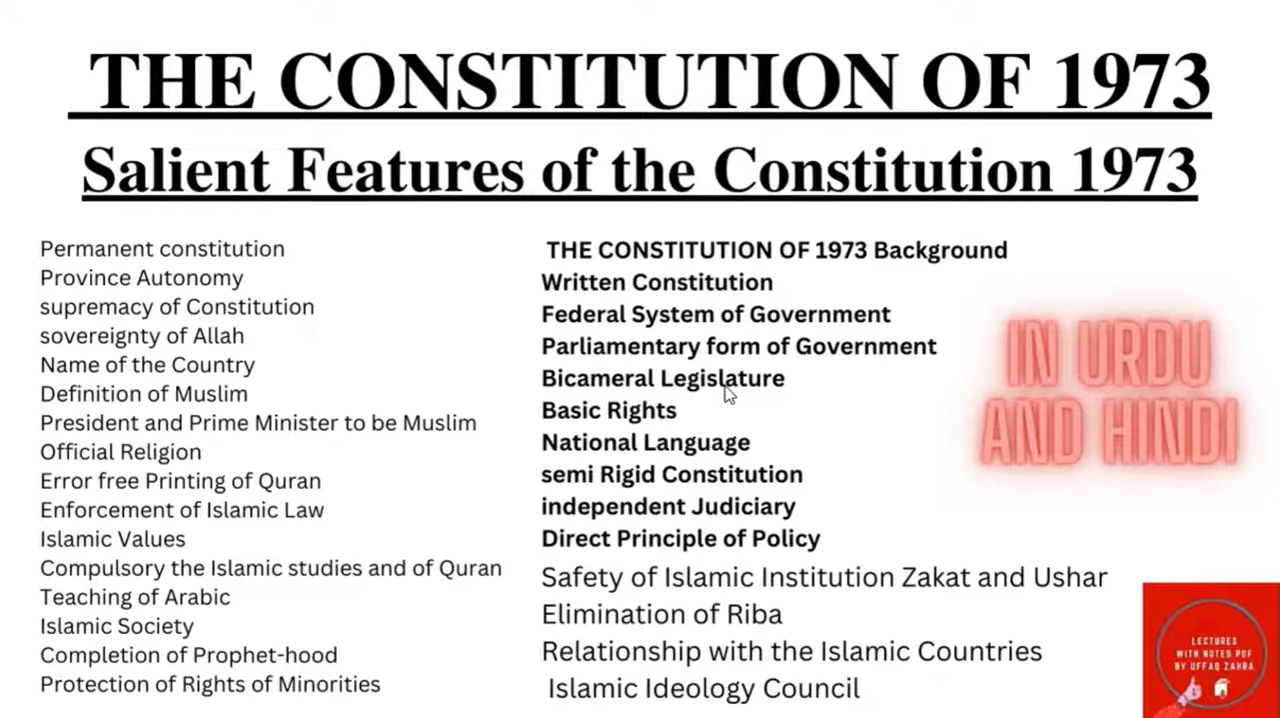 THE CONSTITUTION OF 1973
Salient Features of the Constitution 1973
Permanent constitution
Province Autonomy
supremacy of Constitution
sovereignty of Allah
Name of the Country
Definition of Muslim
President and Prime Minister to be Muslim
Official Religion
Error free Printing of Quran
Enforcement of Islamic Law
Islamic Values
Compulsory the Islamic studies and of Quran
Teaching of Arabic
Islamic Society
Completion of Prophet-hood
Protection of Rights of Minorities
THE CONSTITUTION OF 1973 Background
Written Constitution
Federal System of Government
Parliamentary form of Government
Bicameral Legislature
Basic Rights
National Language
semi Rigid Constitution
independent Judiciary
Direct Principle of Policy
Safety of Islamic Institution Zakat and Ushar
Elimination of Riba
Relationship with the Islamic Countries
Islamic Ideology Council
IN URDU
AND HINDI
LECTURES
WITH NOTES PDF
BY UFFAQ ZAHRA